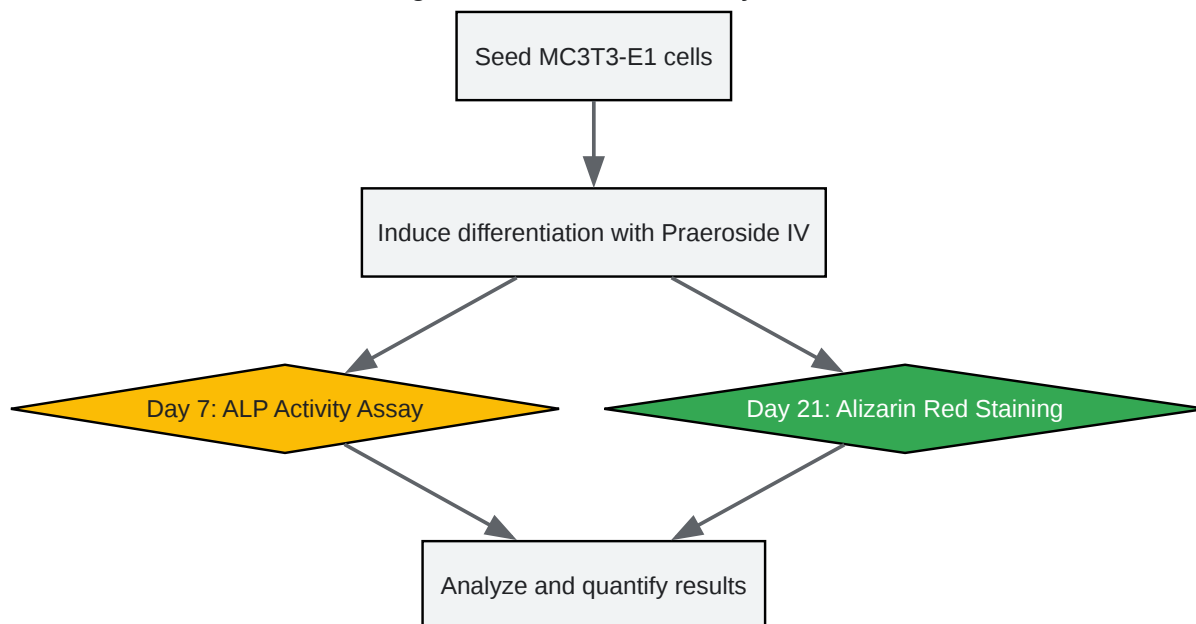 Seed MC3T3-E1 cells
Induce differentiation with Praeroside IV
Day 7: ALP Activity Assay
Day 21: Alizarin Red Staining
Analyze and quantify results